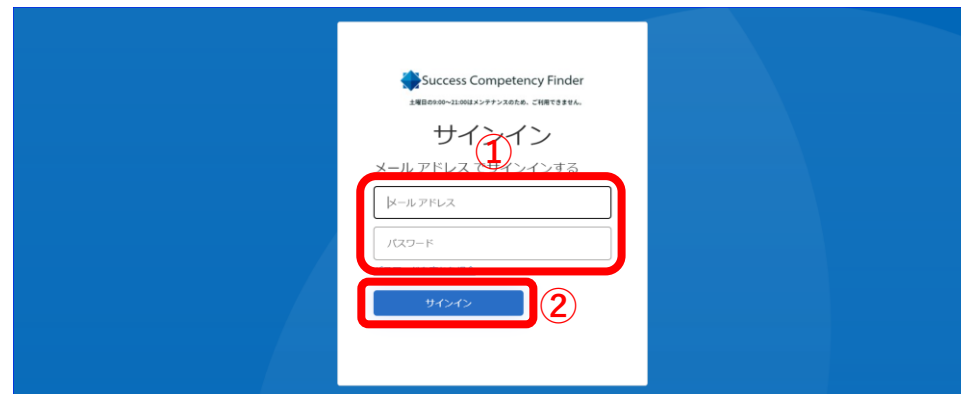 Success Competency Finder
土曜日の0:00〜21:00はメンテナンスのため、ご利用できません。
サインイン
①
メール アドレス でサインインする
メール アドレス
パスワード
サインイン
②